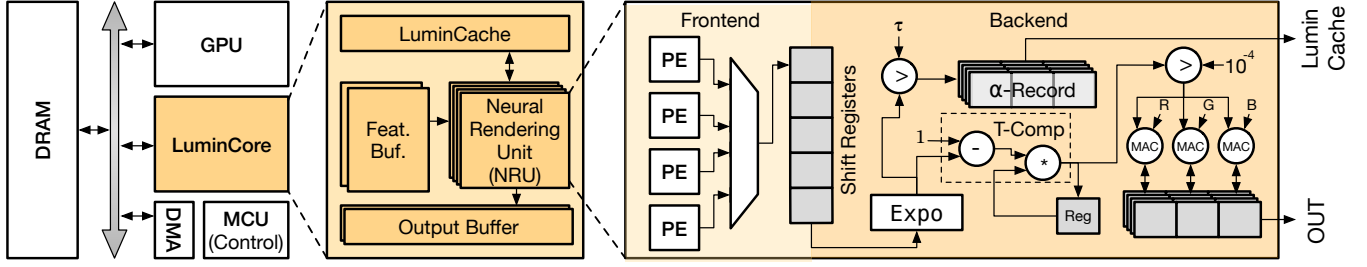 DRAM
GPU
LuminCore
DMA
MCU
(Control)
LuminCache
Feat.
Buf.
Neural
Rendering
Unit
(NRU)
Output Buffer
Frontend
PE
PE
PE
PE
Shift Registers
Backend
τ
>
α-Record
1
T-Comp
-
*
Expo
Reg
>
10⁻⁴
R
G
B
MAC
MAC
MAC
Lumin
Cache
OUT